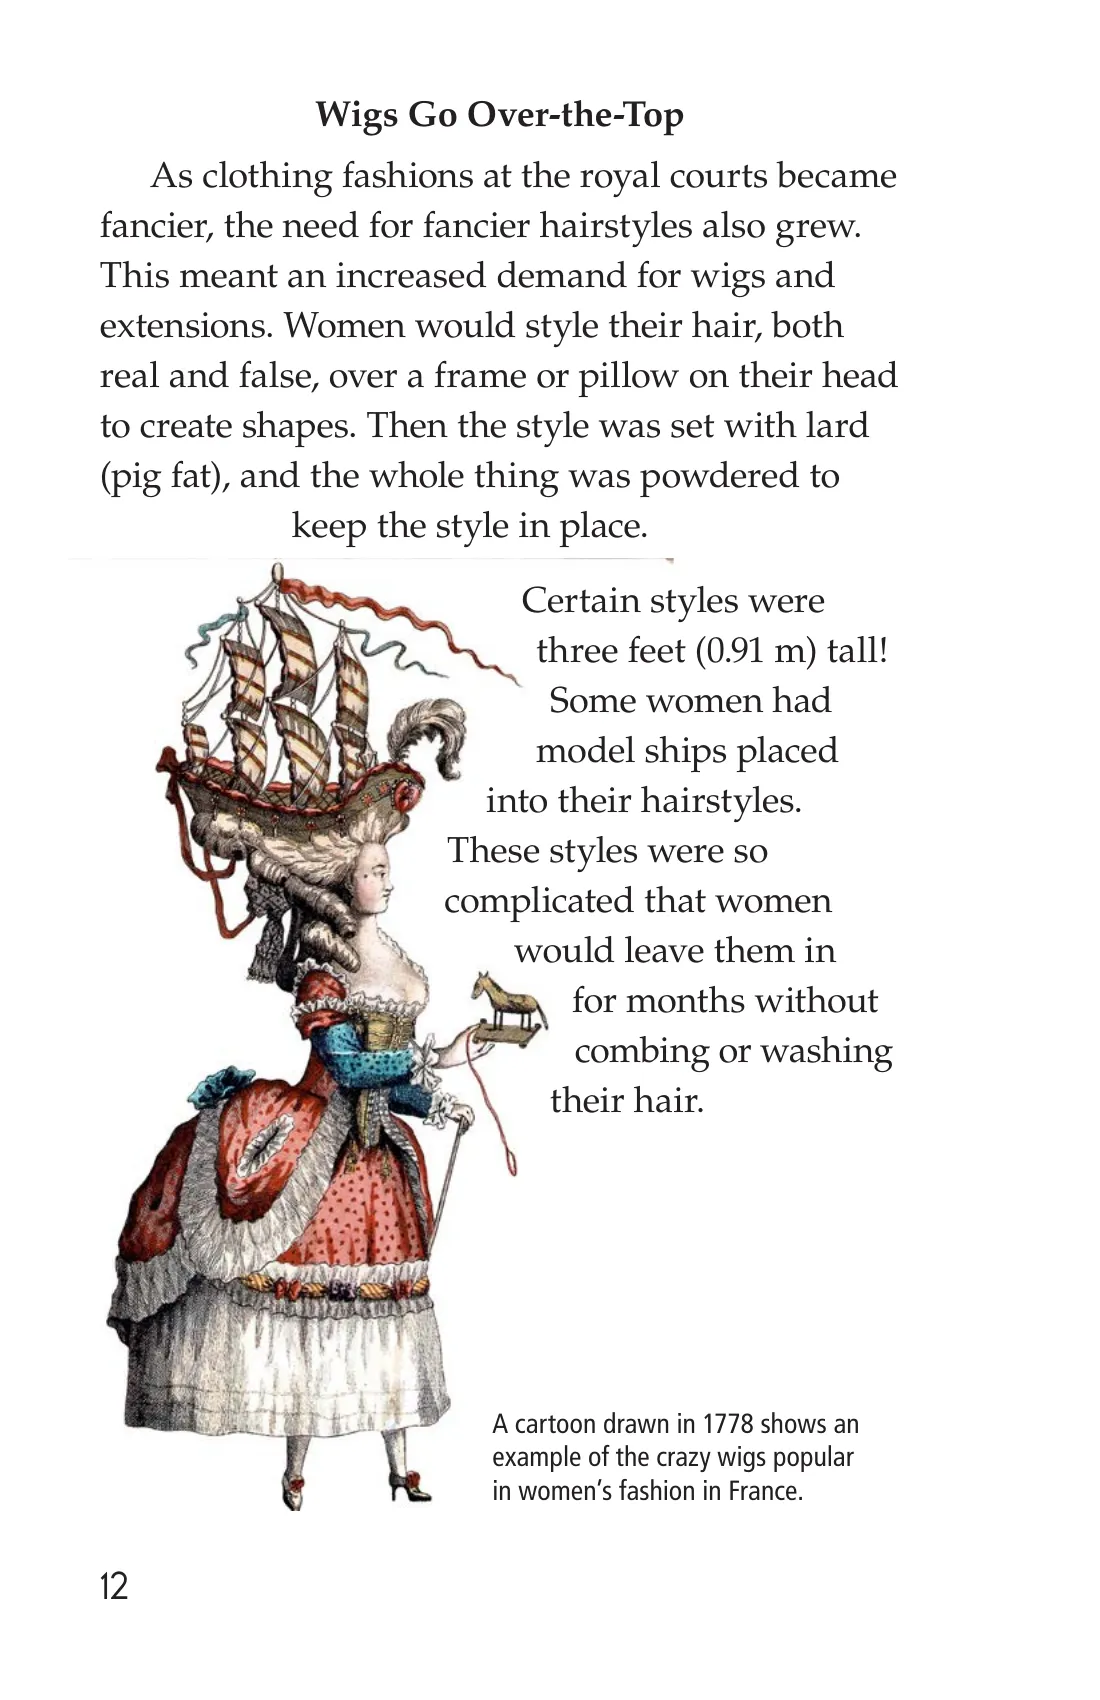 Wigs Go Over-the-Top
As clothing fashions at the royal courts became
fancier, the need for fancier hairstyles also grew.
This meant an increased demand for wigs and
extensions. Women would style their hair, both
real and false, over a frame or pillow on their head
to create shapes. Then the style was set with lard
(pig fat), and the whole thing was powdered to
keep the style in place.
Certain styles were
three feet (0.91 m) tall!
Some women had
model ships placed
into their hairstyles.
These styles were so
complicated that women
would leave them in
for months without
combing or washing
their hair.
A cartoon drawn in 1778 shows an
example of the crazy wigs popular
in women’s fashion in France.
12